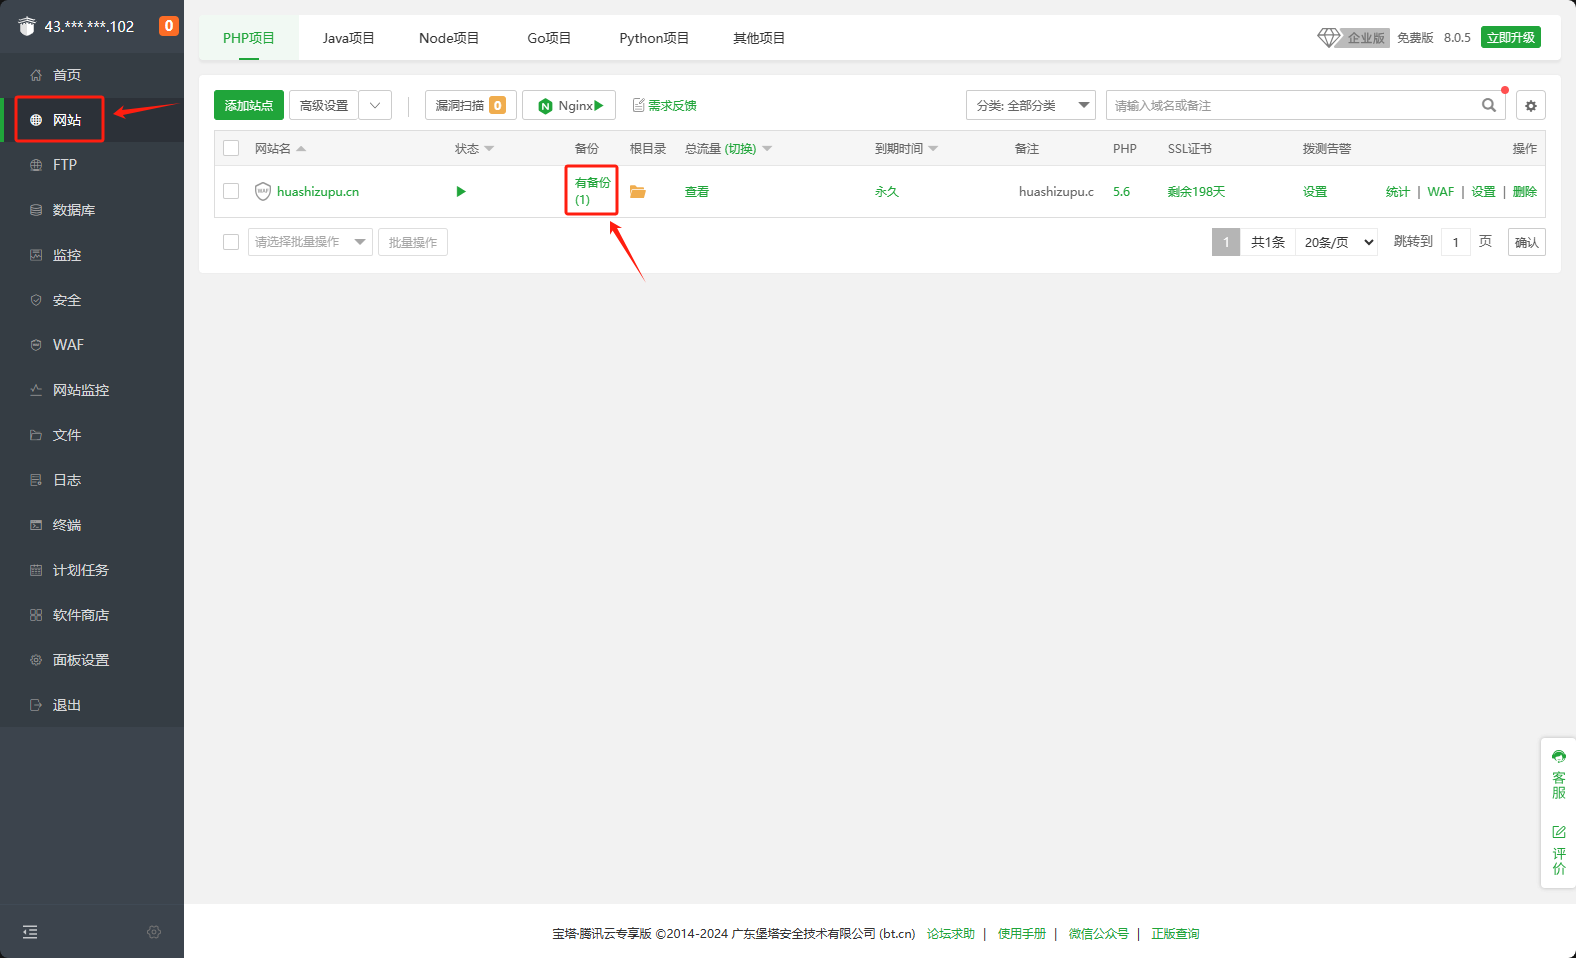 43.***.***.102 0
首页
网站
FTP
数据库
监控
安全
WAF
网站监控
文件
日志
终端
计划任务
软件商店
面板设置
退出
PHP项目 Java项目 Node项目 Go项目 Python项目 其他项目
企业版 免费版 8.0.5 立即升级
添加站点 高级设置 漏洞扫描 0 Nginx 需求反馈 分类: 全部分类 请输入域名或备注
网站名 状态 备份 根目录 总流量 (切换) 到期时间 备注 PHP SSL证书 拨测告警 操作
WAF huashizupu.cn 有备份 (1) 查看 永久 huashizupu.c 5.6 剩余198天 设置 统计 | WAF | 设置 | 删除
请选择批量操作 批量操作 1 共1条 20条/页 跳转到 1 页 确认
客服
评价
宝塔·腾讯云专享版 ©2014-2024 广东堡塔安全技术有限公司 (bt.cn) 论坛求助 | 使用手册 | 微信公众号 | 正版查询